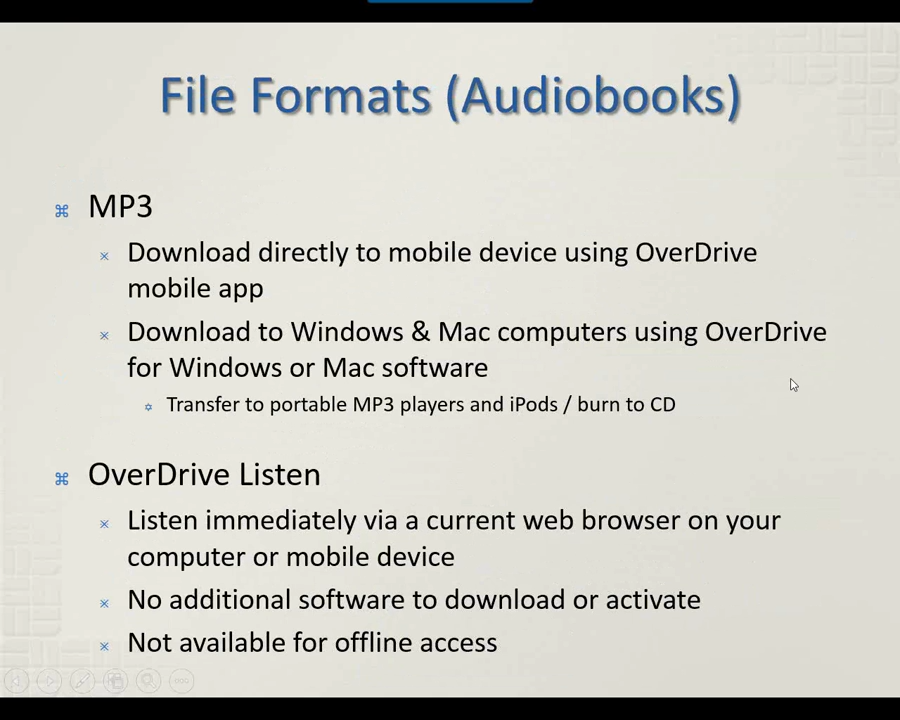 File Formats (Audiobooks)
MP3
Download directly to mobile device using OverDrive
mobile app
Download to Windows & Mac computers using OverDrive
for Windows or Mac software
Transfer to portable MP3 players and iPods / burn to CD
OverDrive Listen
Listen immediately via a current web browser on your
computer or mobile device
No additional software to download or activate
Not available for offline access